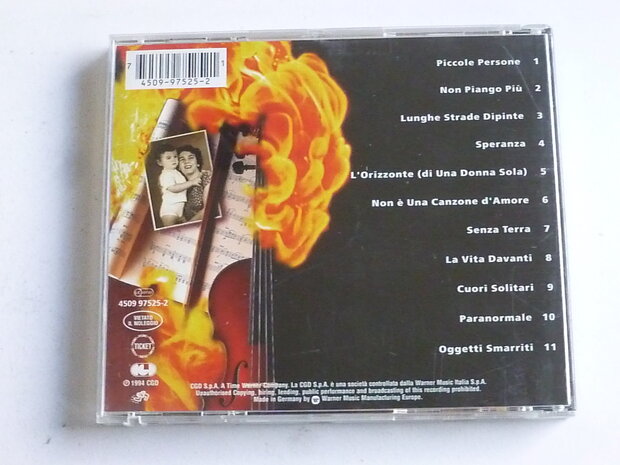 7
4509-97525-2
1
Piccole Persone 1
Non Piango Più 2
Lunghe Strade Dipinte 3
Speranza 4
L'Orizzonte (di Una Donna Sola) 5
Non è Una Canzone d'Amore 6
Senza Terra 7
La Vita Davanti 8
Cuori Solitari 9
Paranormale 10
Oggetti Smarriti 11
4509 97525-2
VIETATO
IL NOLEGGIO
TICKET
℗ 1994 CGD
CGD S.p.A. A Time Warner Company. La CGD S.p.A. è una società controllata dalla Warner Music Italia S.p.A.
Unauthorised Copying, hiring, lending, public performance and broadcasting of this recording prohibited.
Made in Germany by Warner Music Manufacturing Europe.